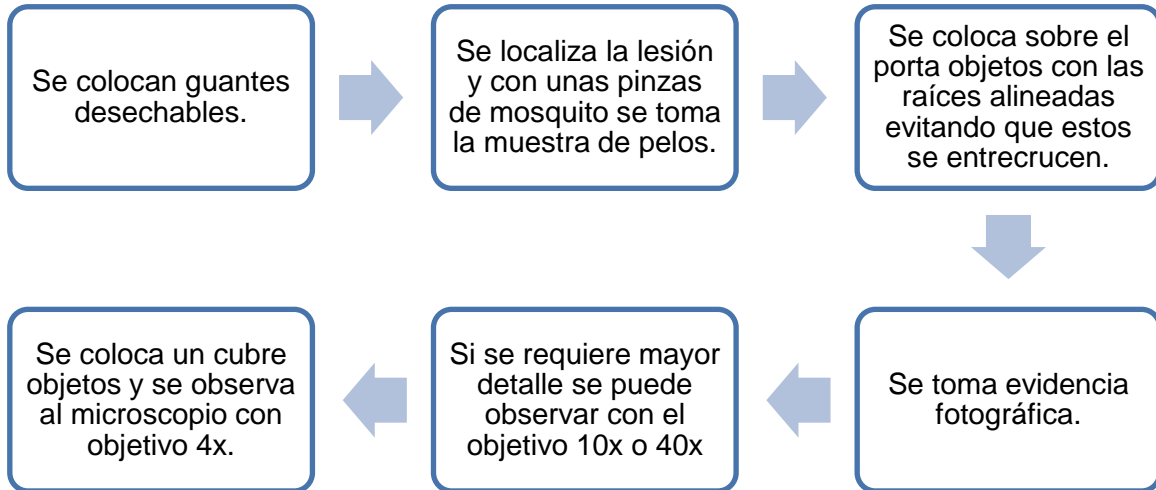 Se colocan guantes
desechables.
Se localiza la lesión
y con unas pinzas
de mosquito se toma
la muestra de pelos.
Se coloca sobre el
porta objetos con las
raíces alineadas
evitando que estos
se entrecrucen.
Se toma evidencia
fotográfica.
Si se requiere mayor
detalle se puede
observar con el
objetivo 10x o 40x
Se coloca un cubre
objetos y se observa
al microscopio con
objetivo 4x.